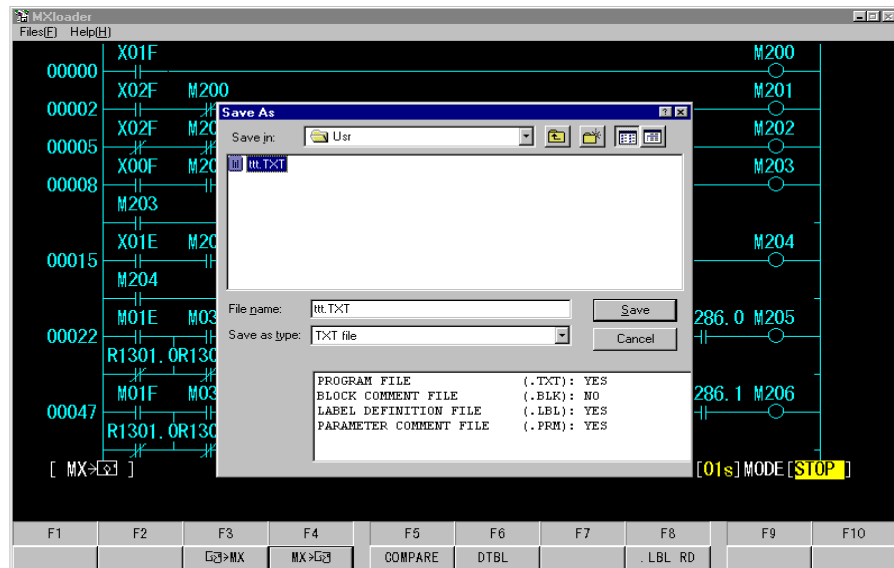 MXloader
Files(F) Help(H)
X01F M200
00000
X02F M200 M201
00002
X02F M20 M202
00005
X00F M20 M203
00008
M203
X01E M20 M204
00015
M204
M01E M03 286.0 M205
00022
R1301.0R130
M01F M03 286.1 M206
00047
R1301.0R130
Save As
Save in: Usr
ttt.TXT
File name: ttt.TXT Save
Save as type: TXT file Cancel
PROGRAM FILE (.TXT): YES
BLOCK COMMENT FILE (.BLK): NO
LABEL DEFINITION FILE (.LBL): YES
PARAMETER COMMENT FILE (.PRM): YES
[ MX→ ] [01s]MODE[STOP ]
F1 F2 F3 F4 F5 F6 F7 F8 F9 F10
>MX MX> COMPARE DTBL .LBL RD